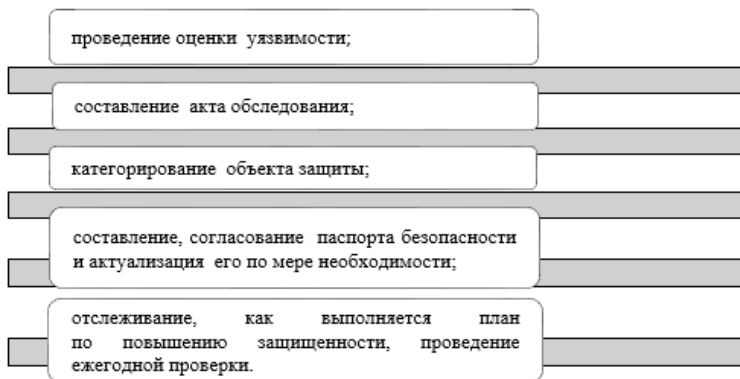 проведение оценки уязвимости;
составление акта обследования;
категорирование объекта защиты;
составление, согласование паспорта безопасности
и актуализация его по мере необходимости;
отслеживание, как выполняется план
по повышению защищенности, проведение
ежегодной проверки.